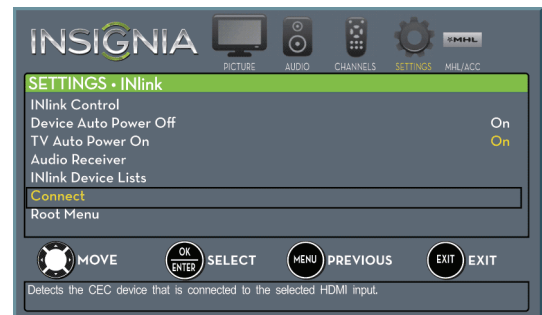 INSIGNIA
MHL
PICTURE AUDIO CHANNELS SETTINGS MHL/ACC
SETTINGS • INlink
INlink Control
Device Auto Power Off On
TV Auto Power On On
Audio Receiver
INlink Device Lists
Connect
Root Menu
MOVE OK ENTER SELECT MENU PREVIOUS EXIT EXIT
Detects the CEC device that is connected to the selected HDMI input.